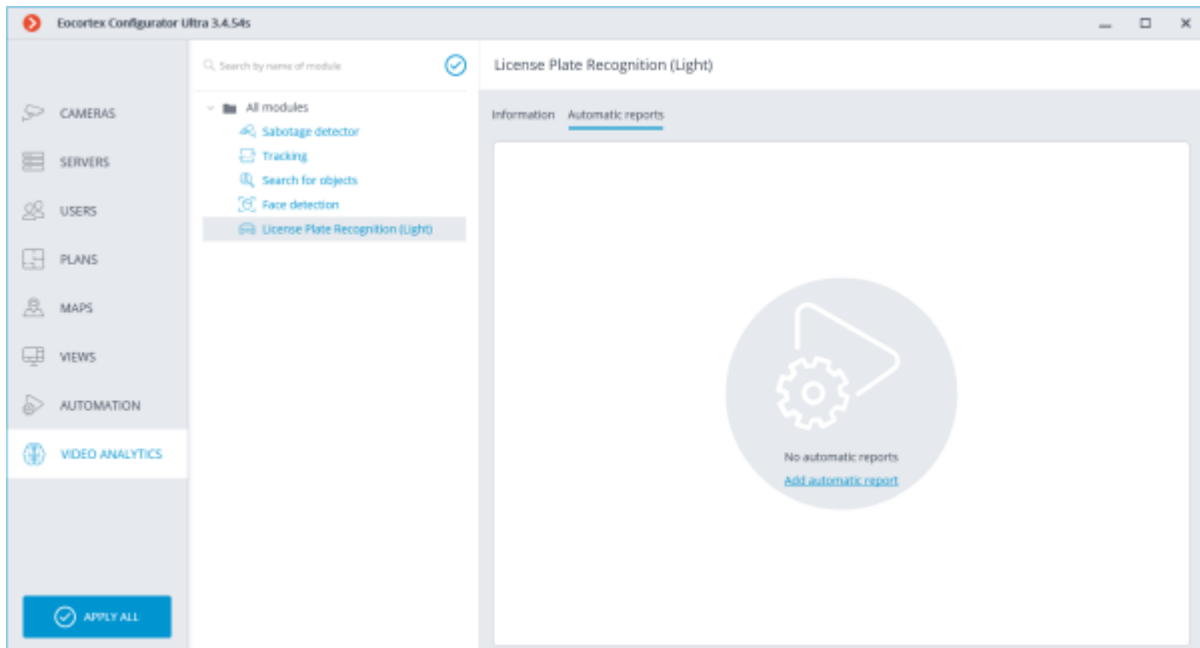 Eocortex Configurator Ultra 3.4.54s
CAMERAS
SERVERS
USERS
PLANS
MAPS
VIEWS
AUTOMATION
VIDEO ANALYTICS
APPLY ALL
Search by name of module
All modules
Sabotage detector
Tracking
Search for objects
Face detection
License Plate Recognition (Light)
License Plate Recognition (Light)
Information Automatic reports
No automatic reports
Add automatic report